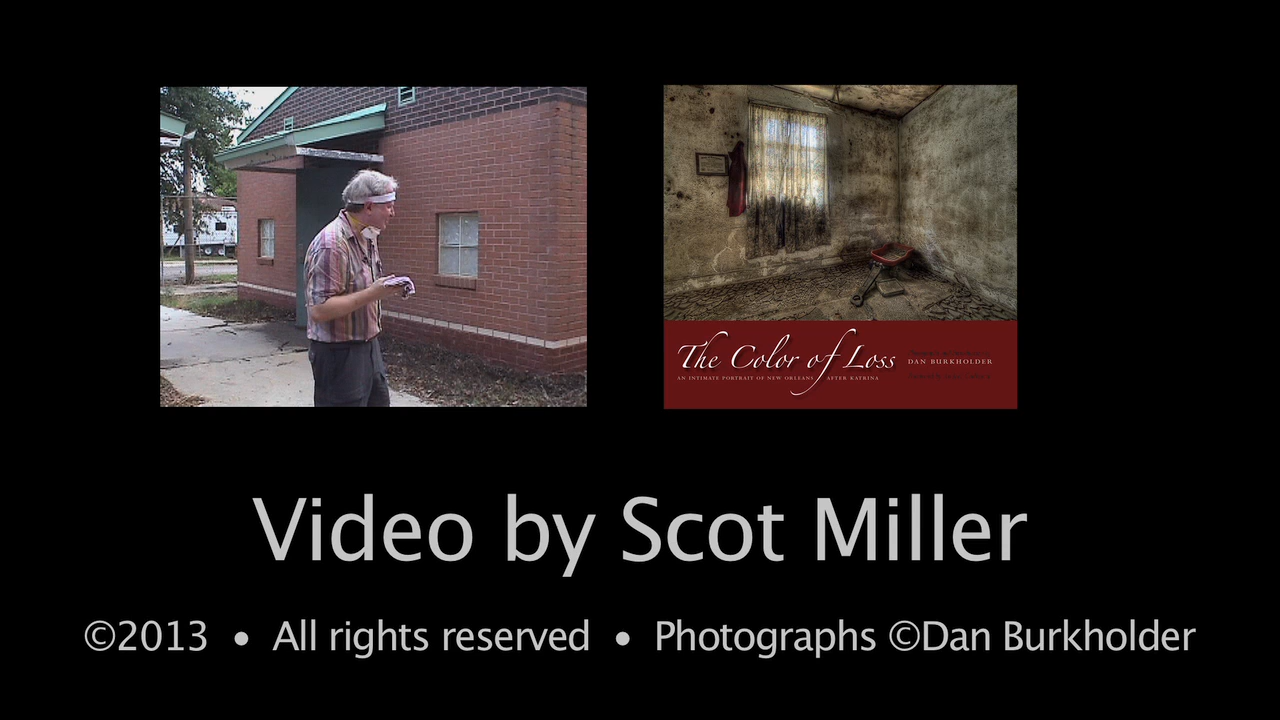 The Color of Loss
AN INTIMATE PORTRAIT OF NEW ORLEANS AFTER KATRINA
DAN BURKHOLDER
Video by Scot Miller
©2013 • All rights reserved • Photographs ©Dan Burkholder